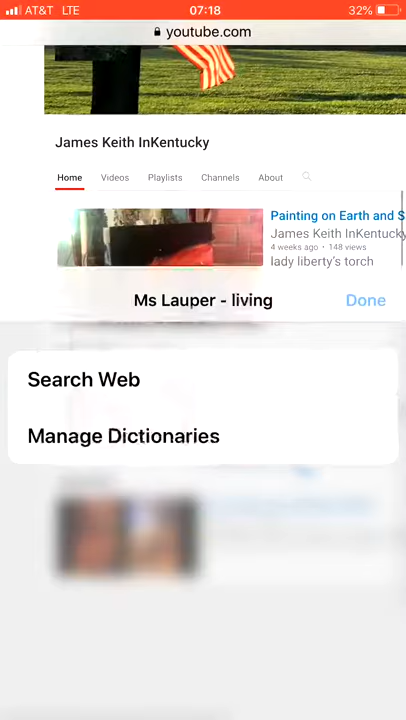 AT&T LTE 07:18 32%
youtube.com
James Keith InKentucky
Home Videos Playlists Channels About
Painting on Earth and S
James Keith InKentucky
4 weeks ago • 148 views
lady liberty's torch
Ms Lauper - living Done
Search Web
Manage Dictionaries